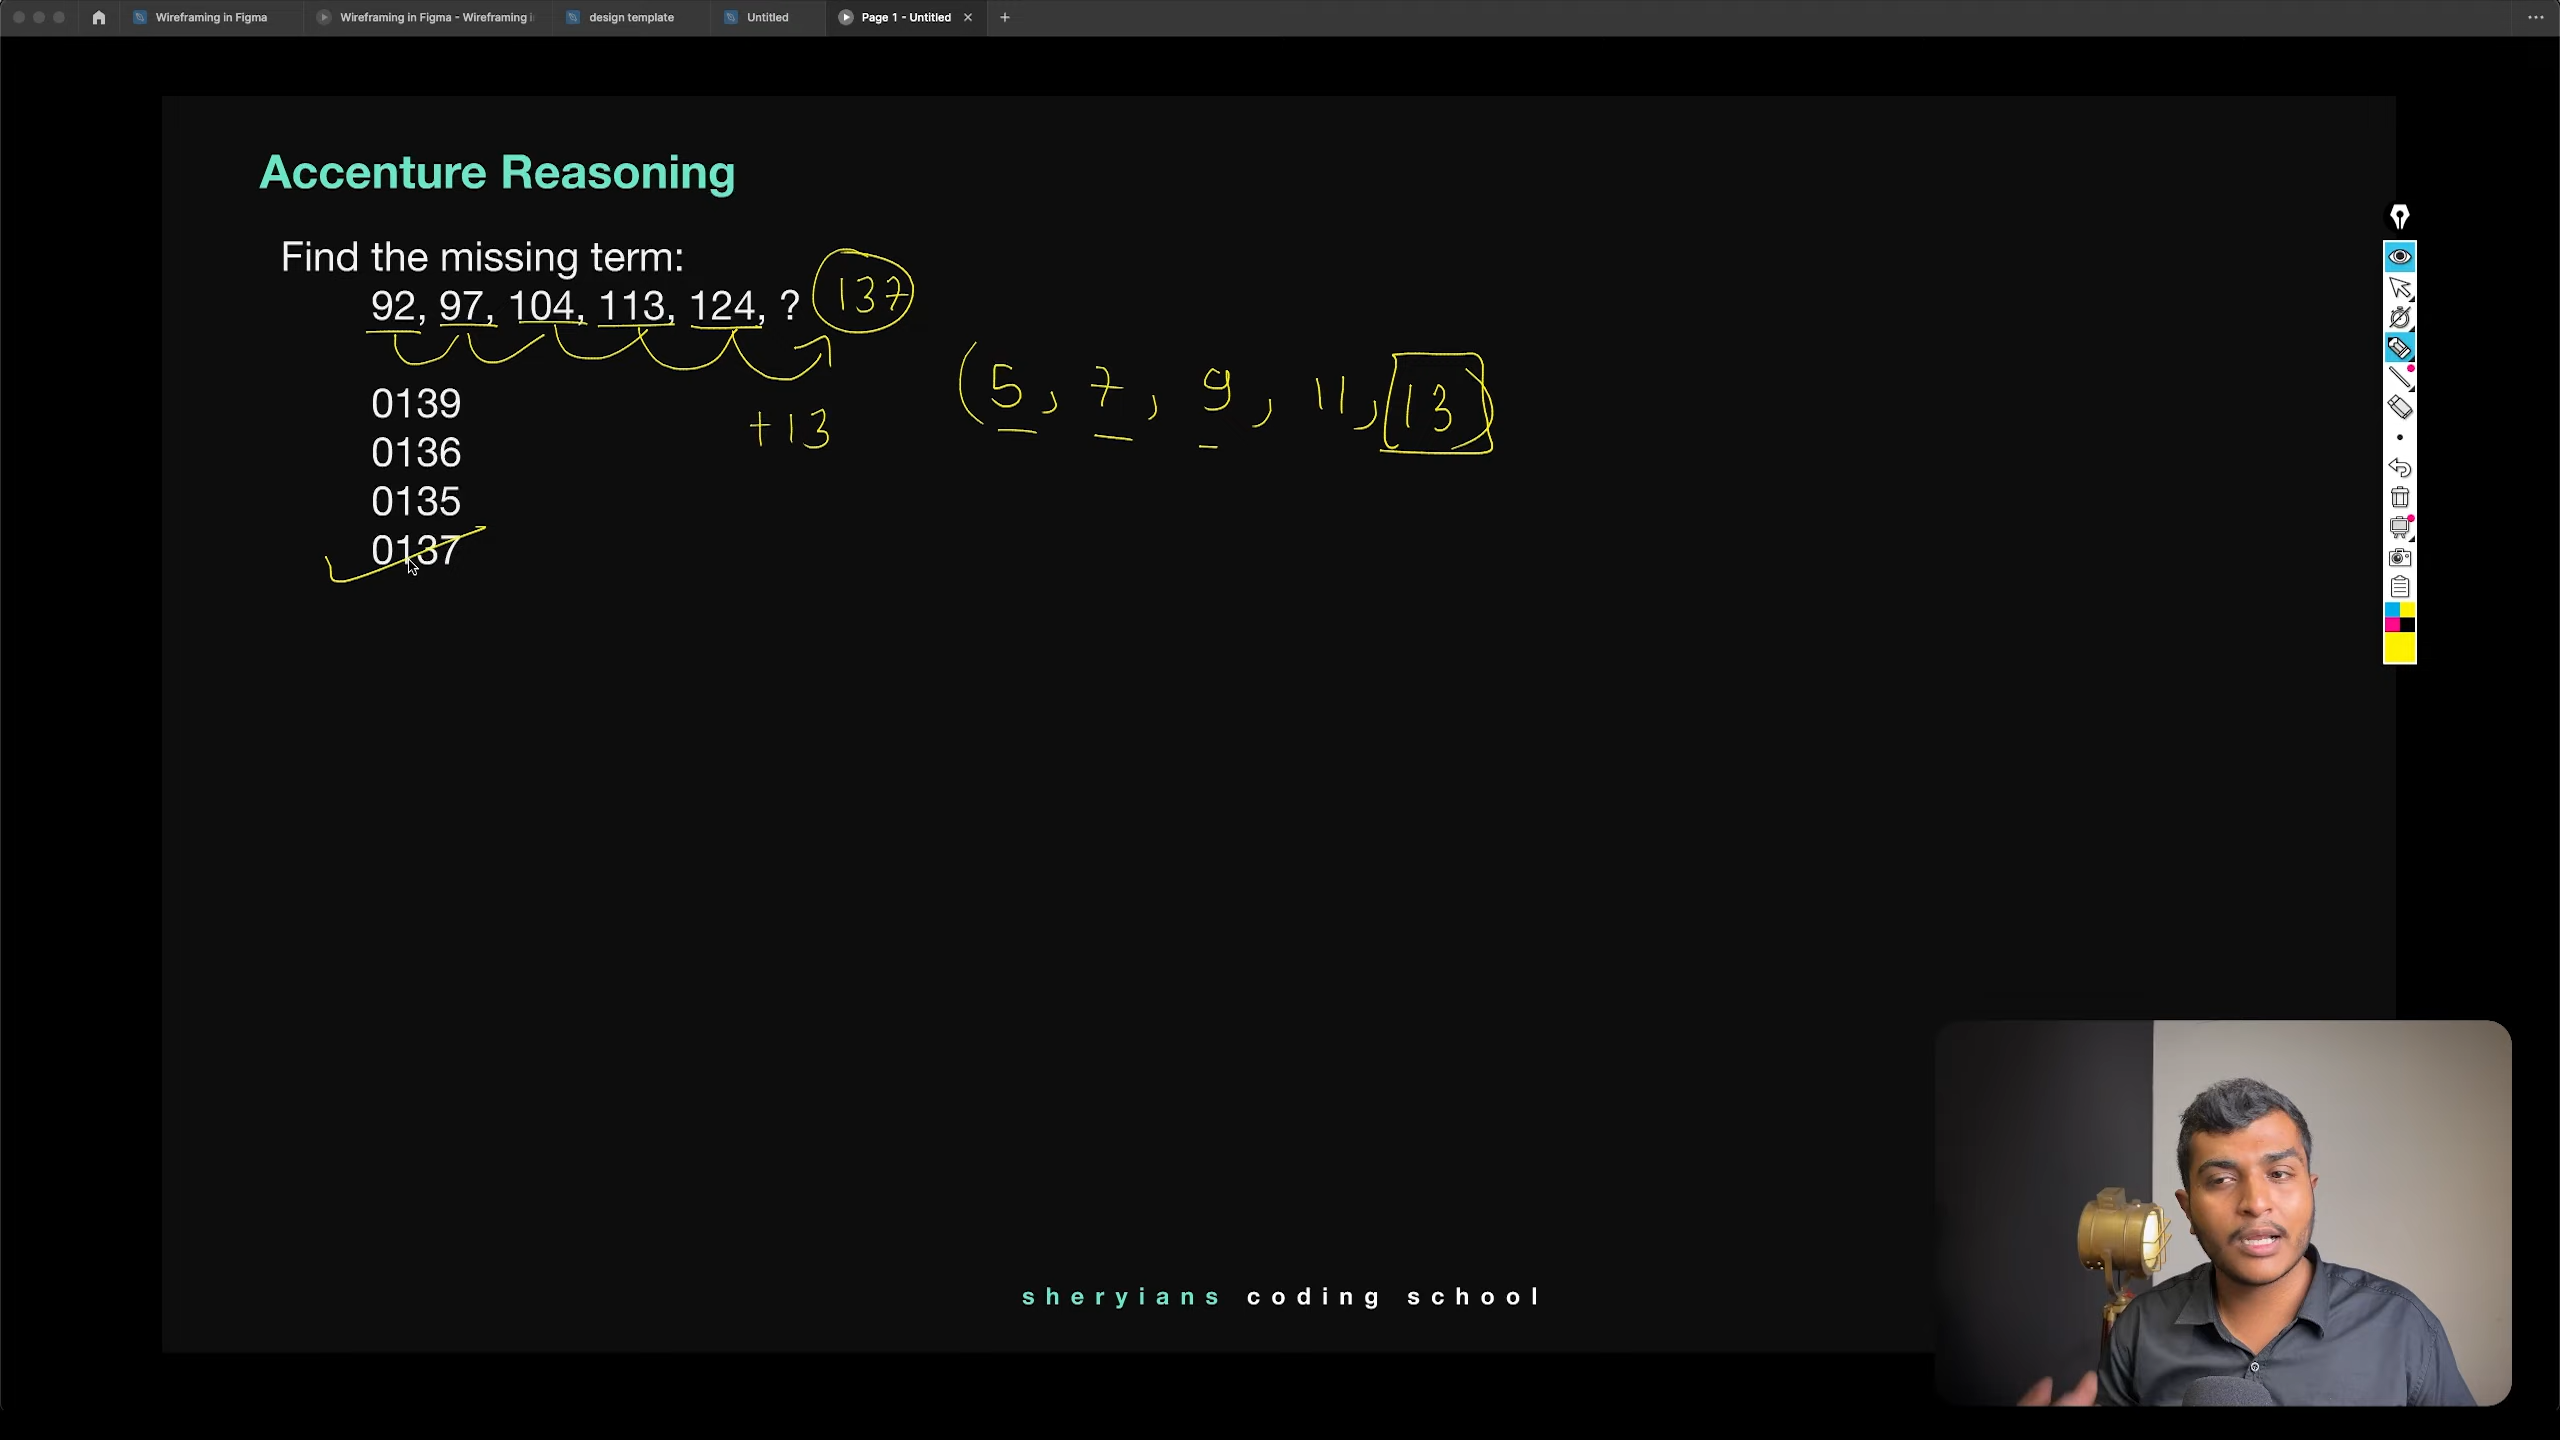 Wireframing in Figma
Wireframing in Figma - Wireframing i
design template
Untitled
Page 1 - Untitled
Accenture Reasoning
Find the missing term:
92, 97, 104, 113, 124, ? 137
(5, 7, 9, 11, 13)
+13
0139
0136
0135
0137
sheryians coding school